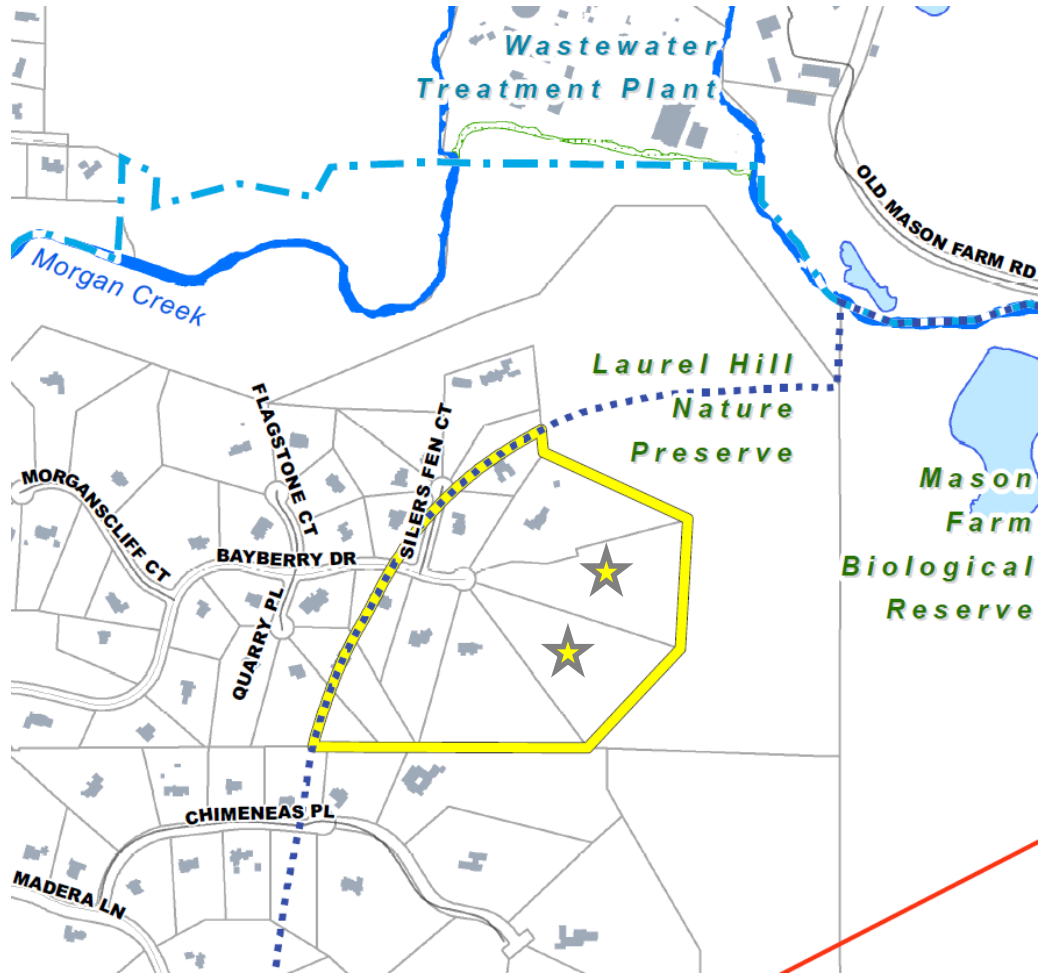 Wastewater
Treatment Plant
OLD MASON FARM RD
Morgan Creek
Laurel Hill
Nature
Preserve
FLAGSTONE CT
SILERS FEN CT
MORGANSCLIFF CT
BAYBERRY DR
QUARRY PL
Mason
Farm
Biological
Reserve
CHIMENEAS PL
MADERA LN